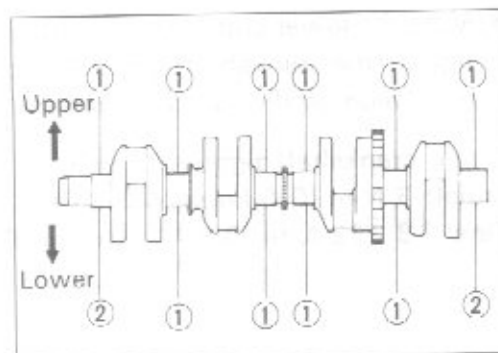 ① ① ① ① ① ①
Upper
Lower
② ① ① ① ① ②